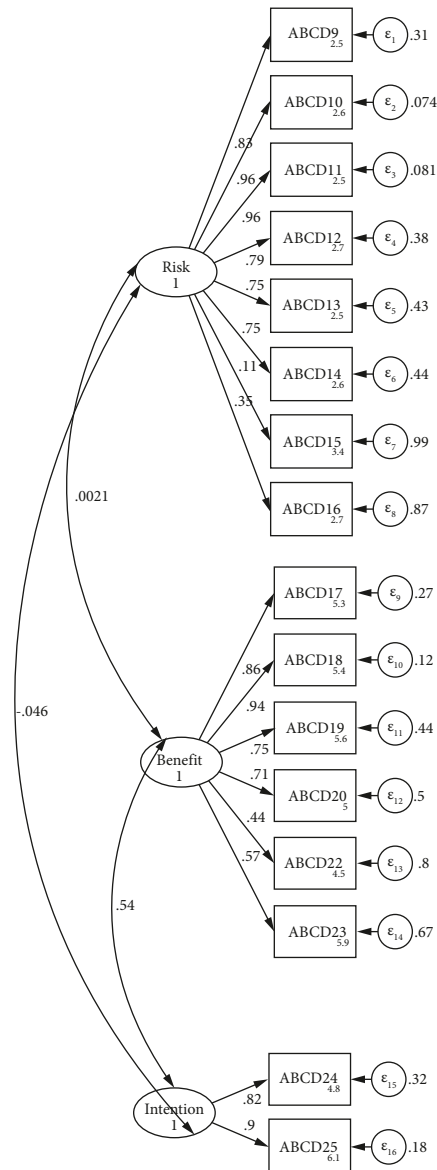 ABCD9
2.5
ε1
.31
ABCD10
2.6
ε2
.074
.83
ABCD11
2.5
ε3
.081
.96
ABCD12
2.7
ε4
.38
.96
Risk
1
.79
ABCD13
2.5
ε5
.43
.75
ABCD14
2.6
ε6
.44
.75
.11
ABCD15
3.4
ε7
.99
.35
ABCD16
2.7
ε8
.87
.0021
ABCD17
5.3
ε9
.27
ABCD18
5.4
ε10
.12
.86
-.046
.94
ABCD19
5.6
ε11
.44
.75
Benefit
1
.71
ABCD20
5
ε12
.5
.44
ABCD22
4.5
ε13
.8
.57
ABCD23
5.9
ε14
.67
.54
ABCD24
4.8
ε15
.32
.82
Intention
1
.9
ABCD25
6.1
ε16
.18